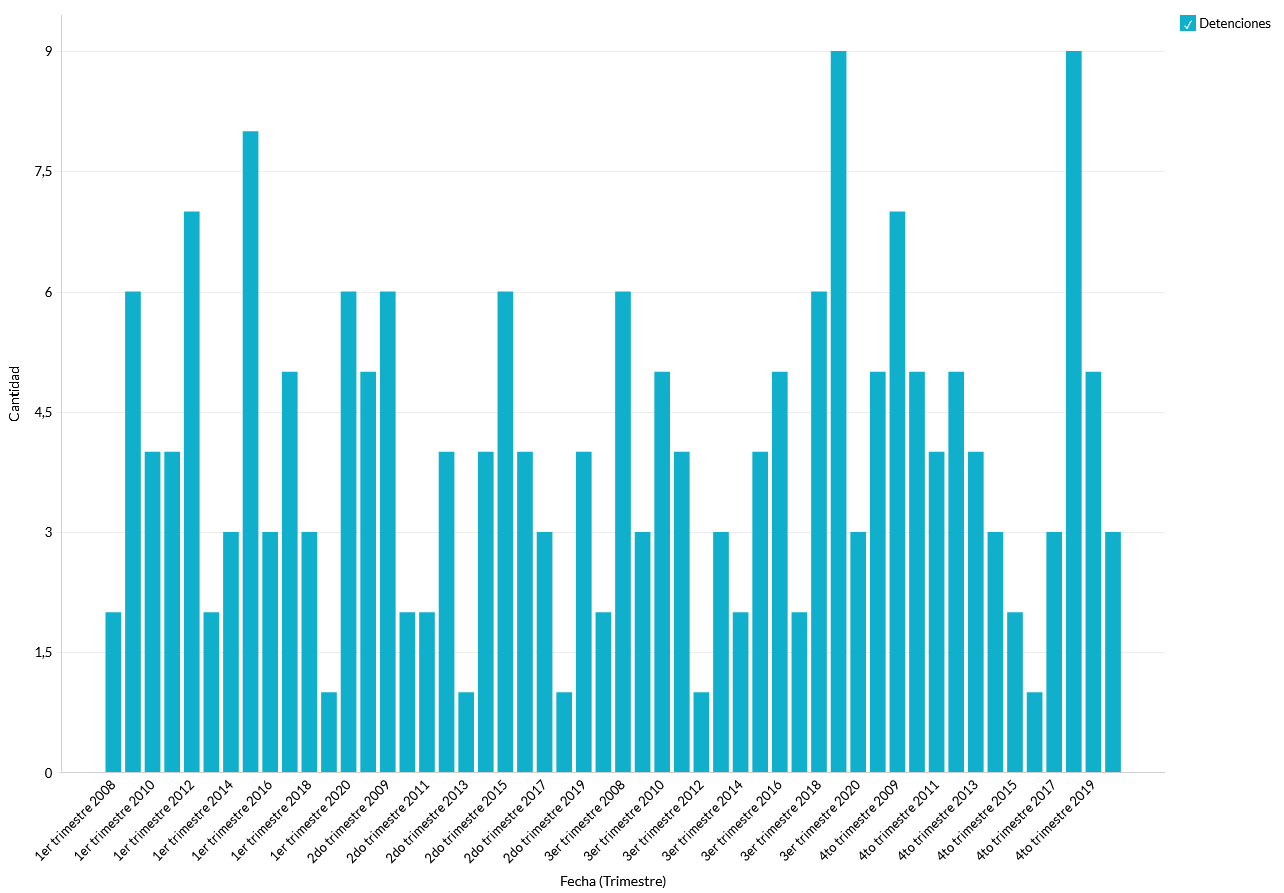 Detenciones
9
7,5
6
4,5
3
1,5
0
Cantidad
1er trimestre 2008
1er trimestre 2010
1er trimestre 2012
1er trimestre 2014
1er trimestre 2016
1er trimestre 2018
1er trimestre 2020
2do trimestre 2009
2do trimestre 2011
2do trimestre 2013
2do trimestre 2015
2do trimestre 2017
2do trimestre 2019
3er trimestre 2008
3er trimestre 2010
3er trimestre 2012
3er trimestre 2014
3er trimestre 2016
3er trimestre 2018
3er trimestre 2020
4to trimestre 2009
4to trimestre 2011
4to trimestre 2013
4to trimestre 2015
4to trimestre 2017
4to trimestre 2019
Fecha (Trimestre)